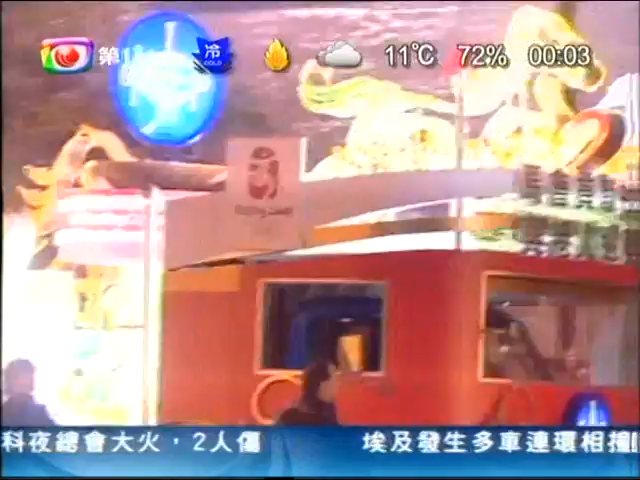 第 冷 COLD 11℃ 72% 00:03
科夜總會大火，2人傷 埃及發生多車連環相撞